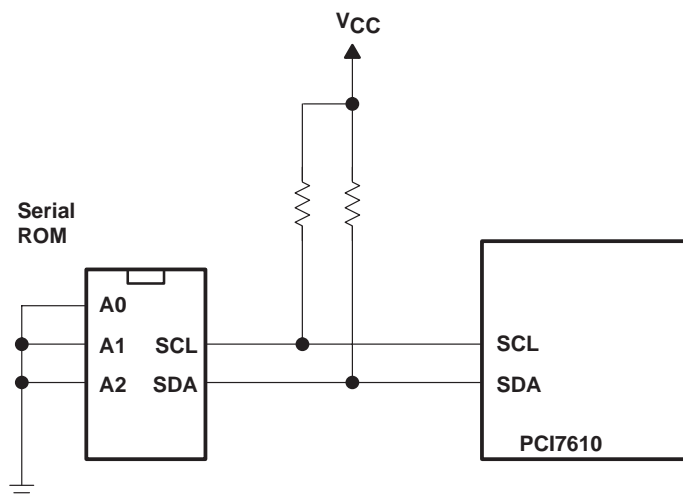 VCC
Serial
ROM
A0
A1
SCL
SCL
A2
SDA
SDA
PCI7610